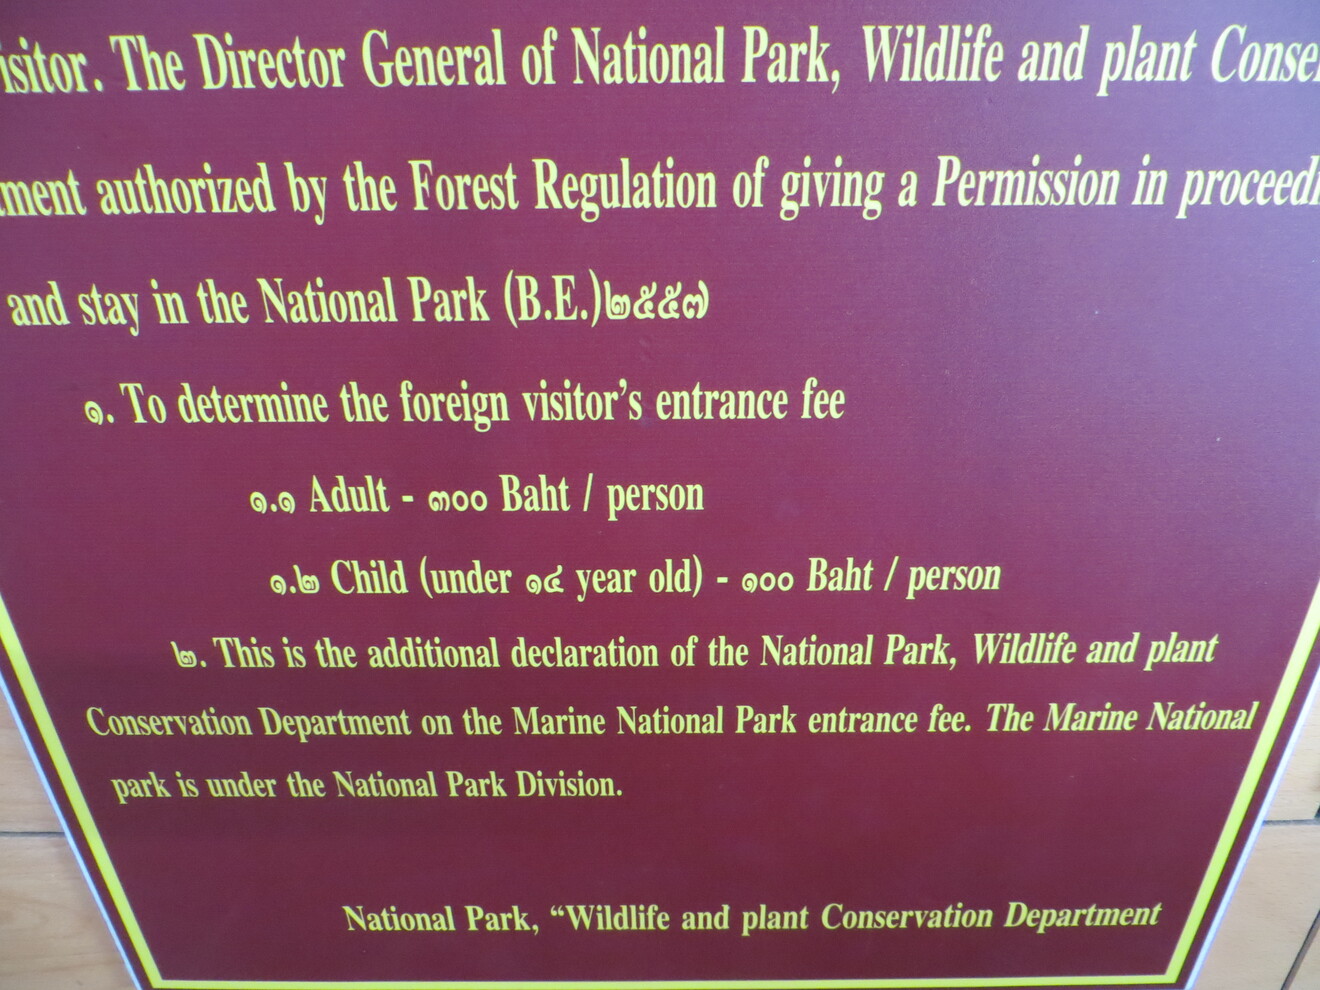 isitor. The Director General of National Park, Wildlife and plant Conser
ment authorized by the Forest Regulation of giving a Permission in proceedi
and stay in the National Park (B.E.)๒๕๕๗
๑. To determine the foreign visitor's entrance fee
๑.๑ Adult - ๓๐๐ Baht / person
๑.๒ Child (under ๑๔ year old) - ๑๐๐ Baht / person
๒. This is the additional declaration of the National Park, Wildlife and plant
Conservation Department on the Marine National Park entrance fee. The Marine National
park is under the National Park Division.
National Park, “Wildlife and plant Conservation Department